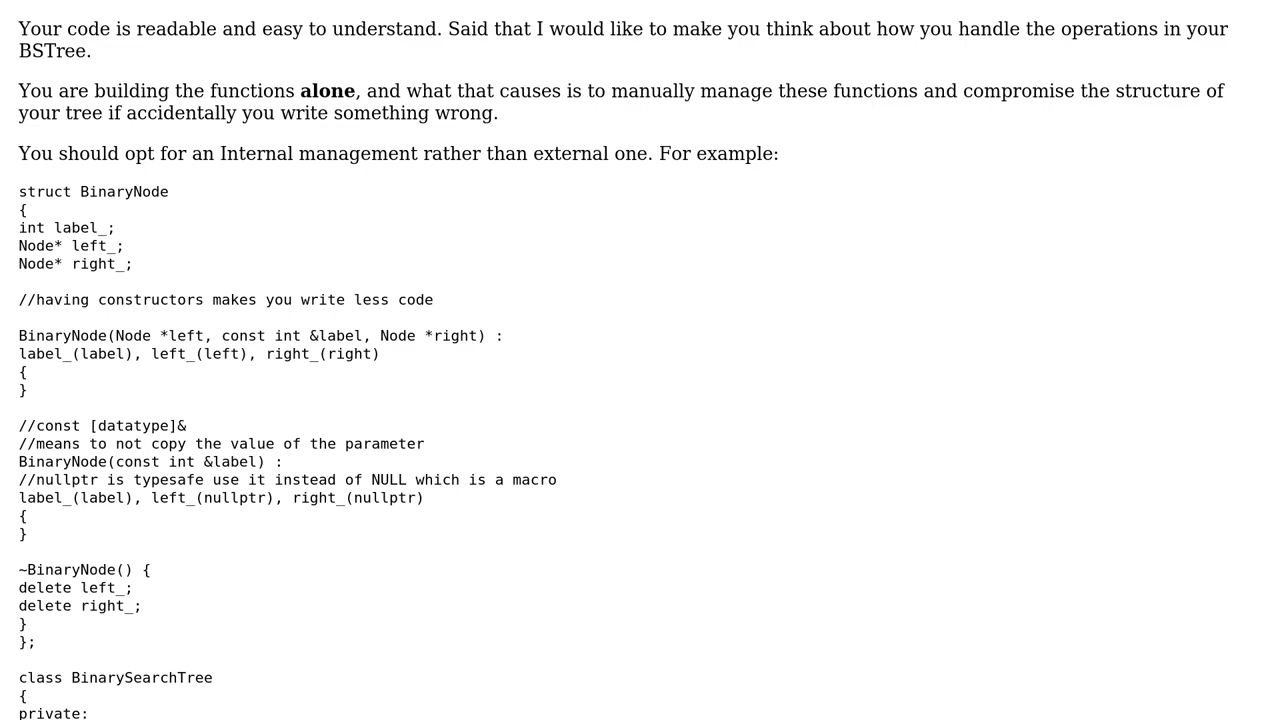 Your code is readable and easy to understand. Said that I would like to make you think about how you handle the operations in your
BSTree.
You are building the functions alone, and what that causes is to manually manage these functions and compromise the structure of
your tree if accidentally you write something wrong.
You should opt for an Internal management rather than external one. For example:
struct BinaryNode
{
int label_;
Node* left_;
Node* right_;
//having constructors makes you write less code
BinaryNode(Node *left, const int &label, Node *right) :
label_(label), left_(left), right_(right)
{
}
//const [datatype]&
//means to not copy the value of the parameter
BinaryNode(const int &label) :
//nullptr is typesafe use it instead of NULL which is a macro
label_(label), left_(nullptr), right_(nullptr)
{
}
~BinaryNode() {
delete left_;
delete right_;
}
};
class BinarySearchTree
{
private: